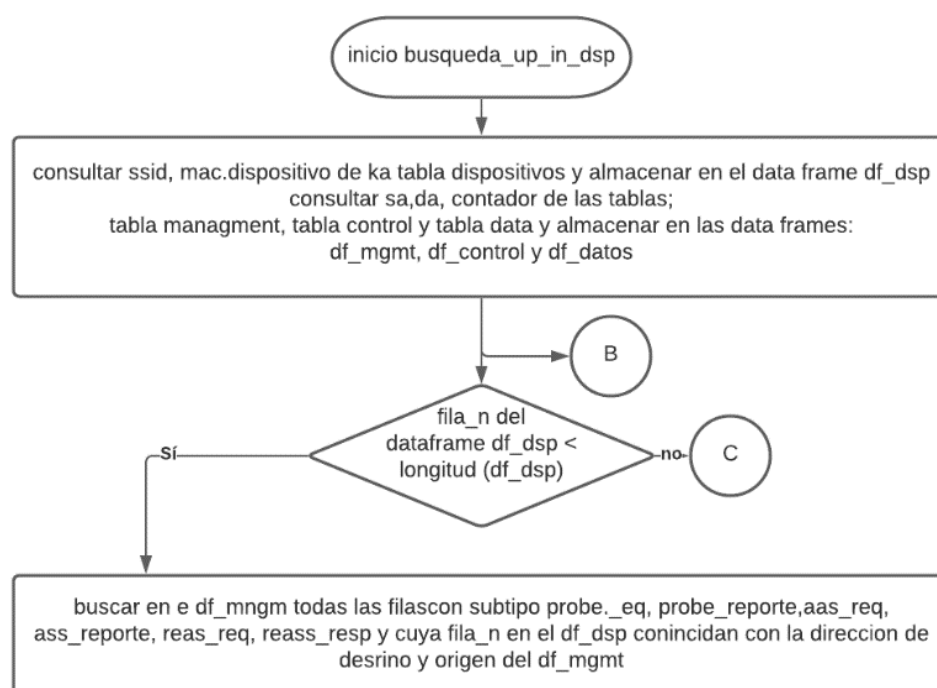 inicio busqueda_up_in_dsp
consultar ssid, mac.dispositivo de ka tabla dispositivos y almacenar en el data frame df_dsp
consultar sa,da, contador de las tablas;
tabla managment, tabla control y tabla data y almacenar en las data frames:
df_mgmt, df_control y df_datos
B
fila_n del
dataframe df_dsp <
longitud (df_dsp)
Sí
no
C
buscar en e df_mngm todas las filascon subtipo probe._eq, probe_reporte,aas_req,
ass_reporte, reas_req, reass_resp y cuya fila_n en el df_dsp conincidan con la direccion de
desrino y origen del df_mgmt